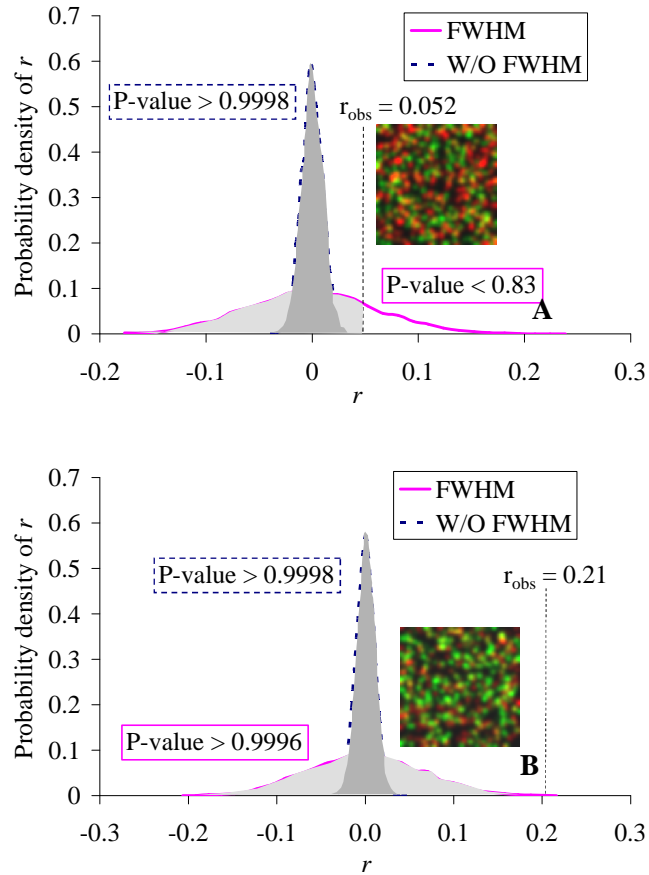 FWHM
W/O FWHM
0.7
0.6
0.5
0.4
0.3
0.2
0.1
0
Probability density of r
P-value > 0.9998
r_obs = 0.052
P-value < 0.83
A
-0.2 -0.1 0 0.1 0.2 0.3
r
FWHM
W/O FWHM
0.7
0.6
0.5
0.4
0.3
0.2
0.1
0
Probability density of r
P-value > 0.9998
r_obs = 0.21
P-value > 0.9996
B
-0.3 -0.2 -0.1 0.0 0.1 0.2 0.3
r